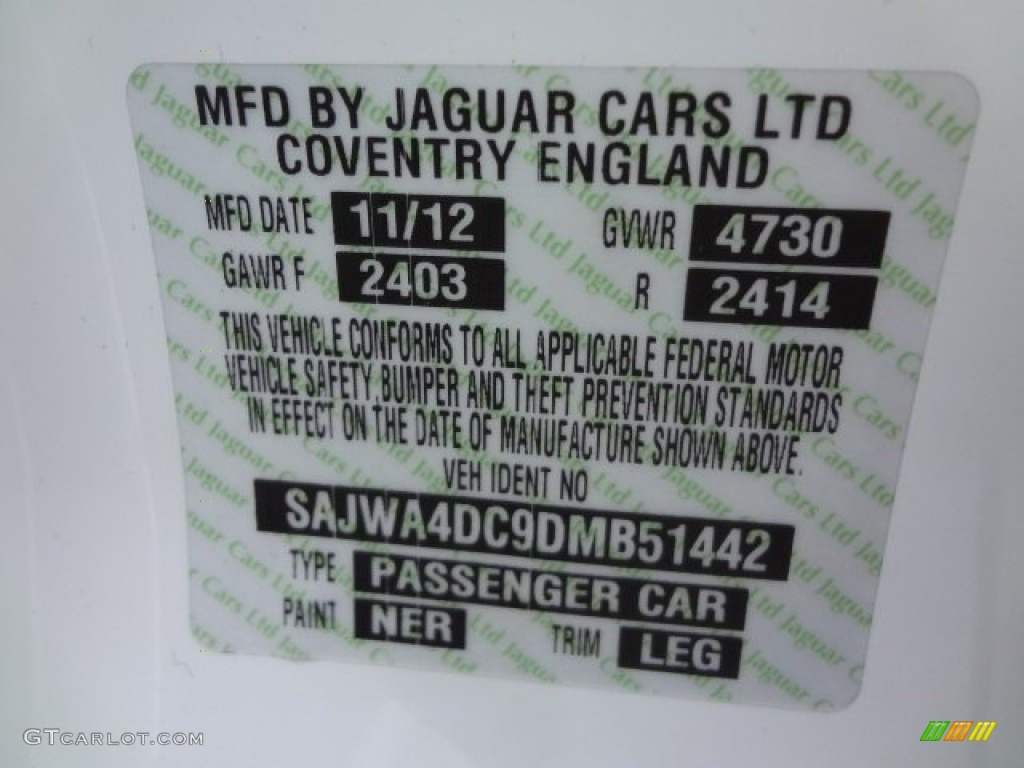 MFD BY JAGUAR CARS LTD
COVENTRY ENGLAND
MFD DATE 11/12 GVWR 4730
GAWR F 2403 R 2414
THIS VEHICLE CONFORMS TO ALL APPLICABLE FEDERAL MOTOR
VEHICLE SAFETY, BUMPER AND THEFT PREVENTION STANDARDS
IN EFFECT ON THE DATE OF MANUFACTURE SHOWN ABOVE.
VEH IDENT NO
SAJWA4DC9DMB51442
TYPE PASSENGER CAR
PAINT NER TRIM LEG
GTCARLOT.COM